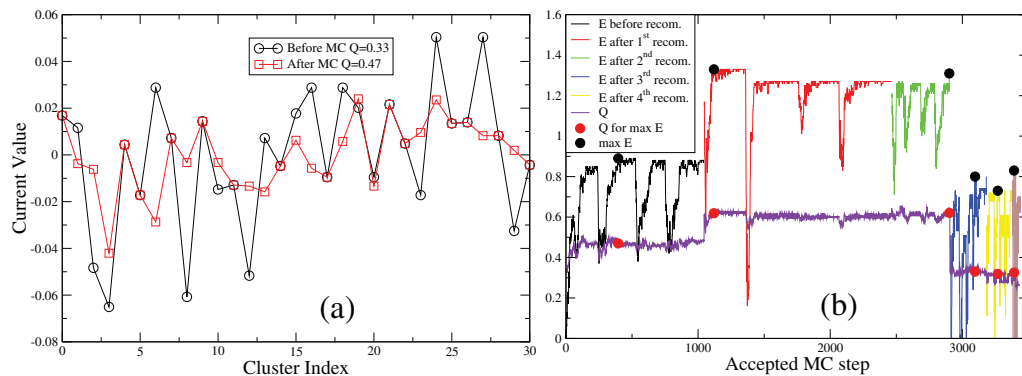 (a)
Before MC Q=0.33
After MC Q=0.47
0.06
0.04
0.02
0
-0.02
-0.04
-0.06
-0.08
0 5 10 15 20 25 30
Current Value
Cluster Index
(b)
E before recom.
E after 1st recom.
E after 2nd recom.
E after 3rd recom.
E after 4th recom.
Q
Q for max E
max E
1.6
1.4
1.2
1
0.8
0.6
0.4
0.2
0
0 1000 2000 3000
Accepted MC step